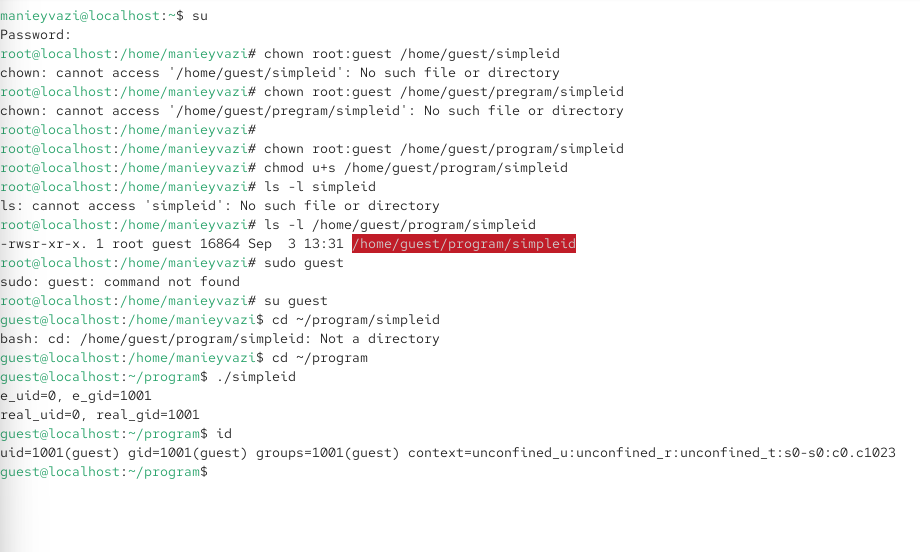 manieyvazi@localhost:~$ su
Password:
root@localhost:/home/manieyvazi# chown root:guest /home/guest/simpleid
chown: cannot access '/home/guest/simpleid': No such file or directory
root@localhost:/home/manieyvazi# chown root:guest /home/guest/pregram/simpleid
chown: cannot access '/home/guest/pregram/simpleid': No such file or directory
root@localhost:/home/manieyvazi#
root@localhost:/home/manieyvazi# chown root:guest /home/guest/program/simpleid
root@localhost:/home/manieyvazi# chmod u+s /home/guest/program/simpleid
root@localhost:/home/manieyvazi# ls -l simpleid
ls: cannot access 'simpleid': No such file or directory
root@localhost:/home/manieyvazi# ls -l /home/guest/program/simpleid
-rwsr-xr-x. 1 root guest 16864 Sep  3 13:31 /home/guest/program/simpleid
root@localhost:/home/manieyvazi# sudo guest
sudo: guest: command not found
root@localhost:/home/manieyvazi# su guest
guest@localhost:/home/manieyvazi$ cd ~/program/simpleid
bash: cd: /home/guest/program/simpleid: Not a directory
guest@localhost:/home/manieyvazi$ cd ~/program
guest@localhost:~/program$ ./simpleid
e_uid=0, e_gid=1001
real_uid=0, real_gid=1001
guest@localhost:~/program$ id
uid=1001(guest) gid=1001(guest) groups=1001(guest) context=unconfined_u:unconfined_r:unconfined_t:s0-s0:c0.c1023
guest@localhost:~/program$